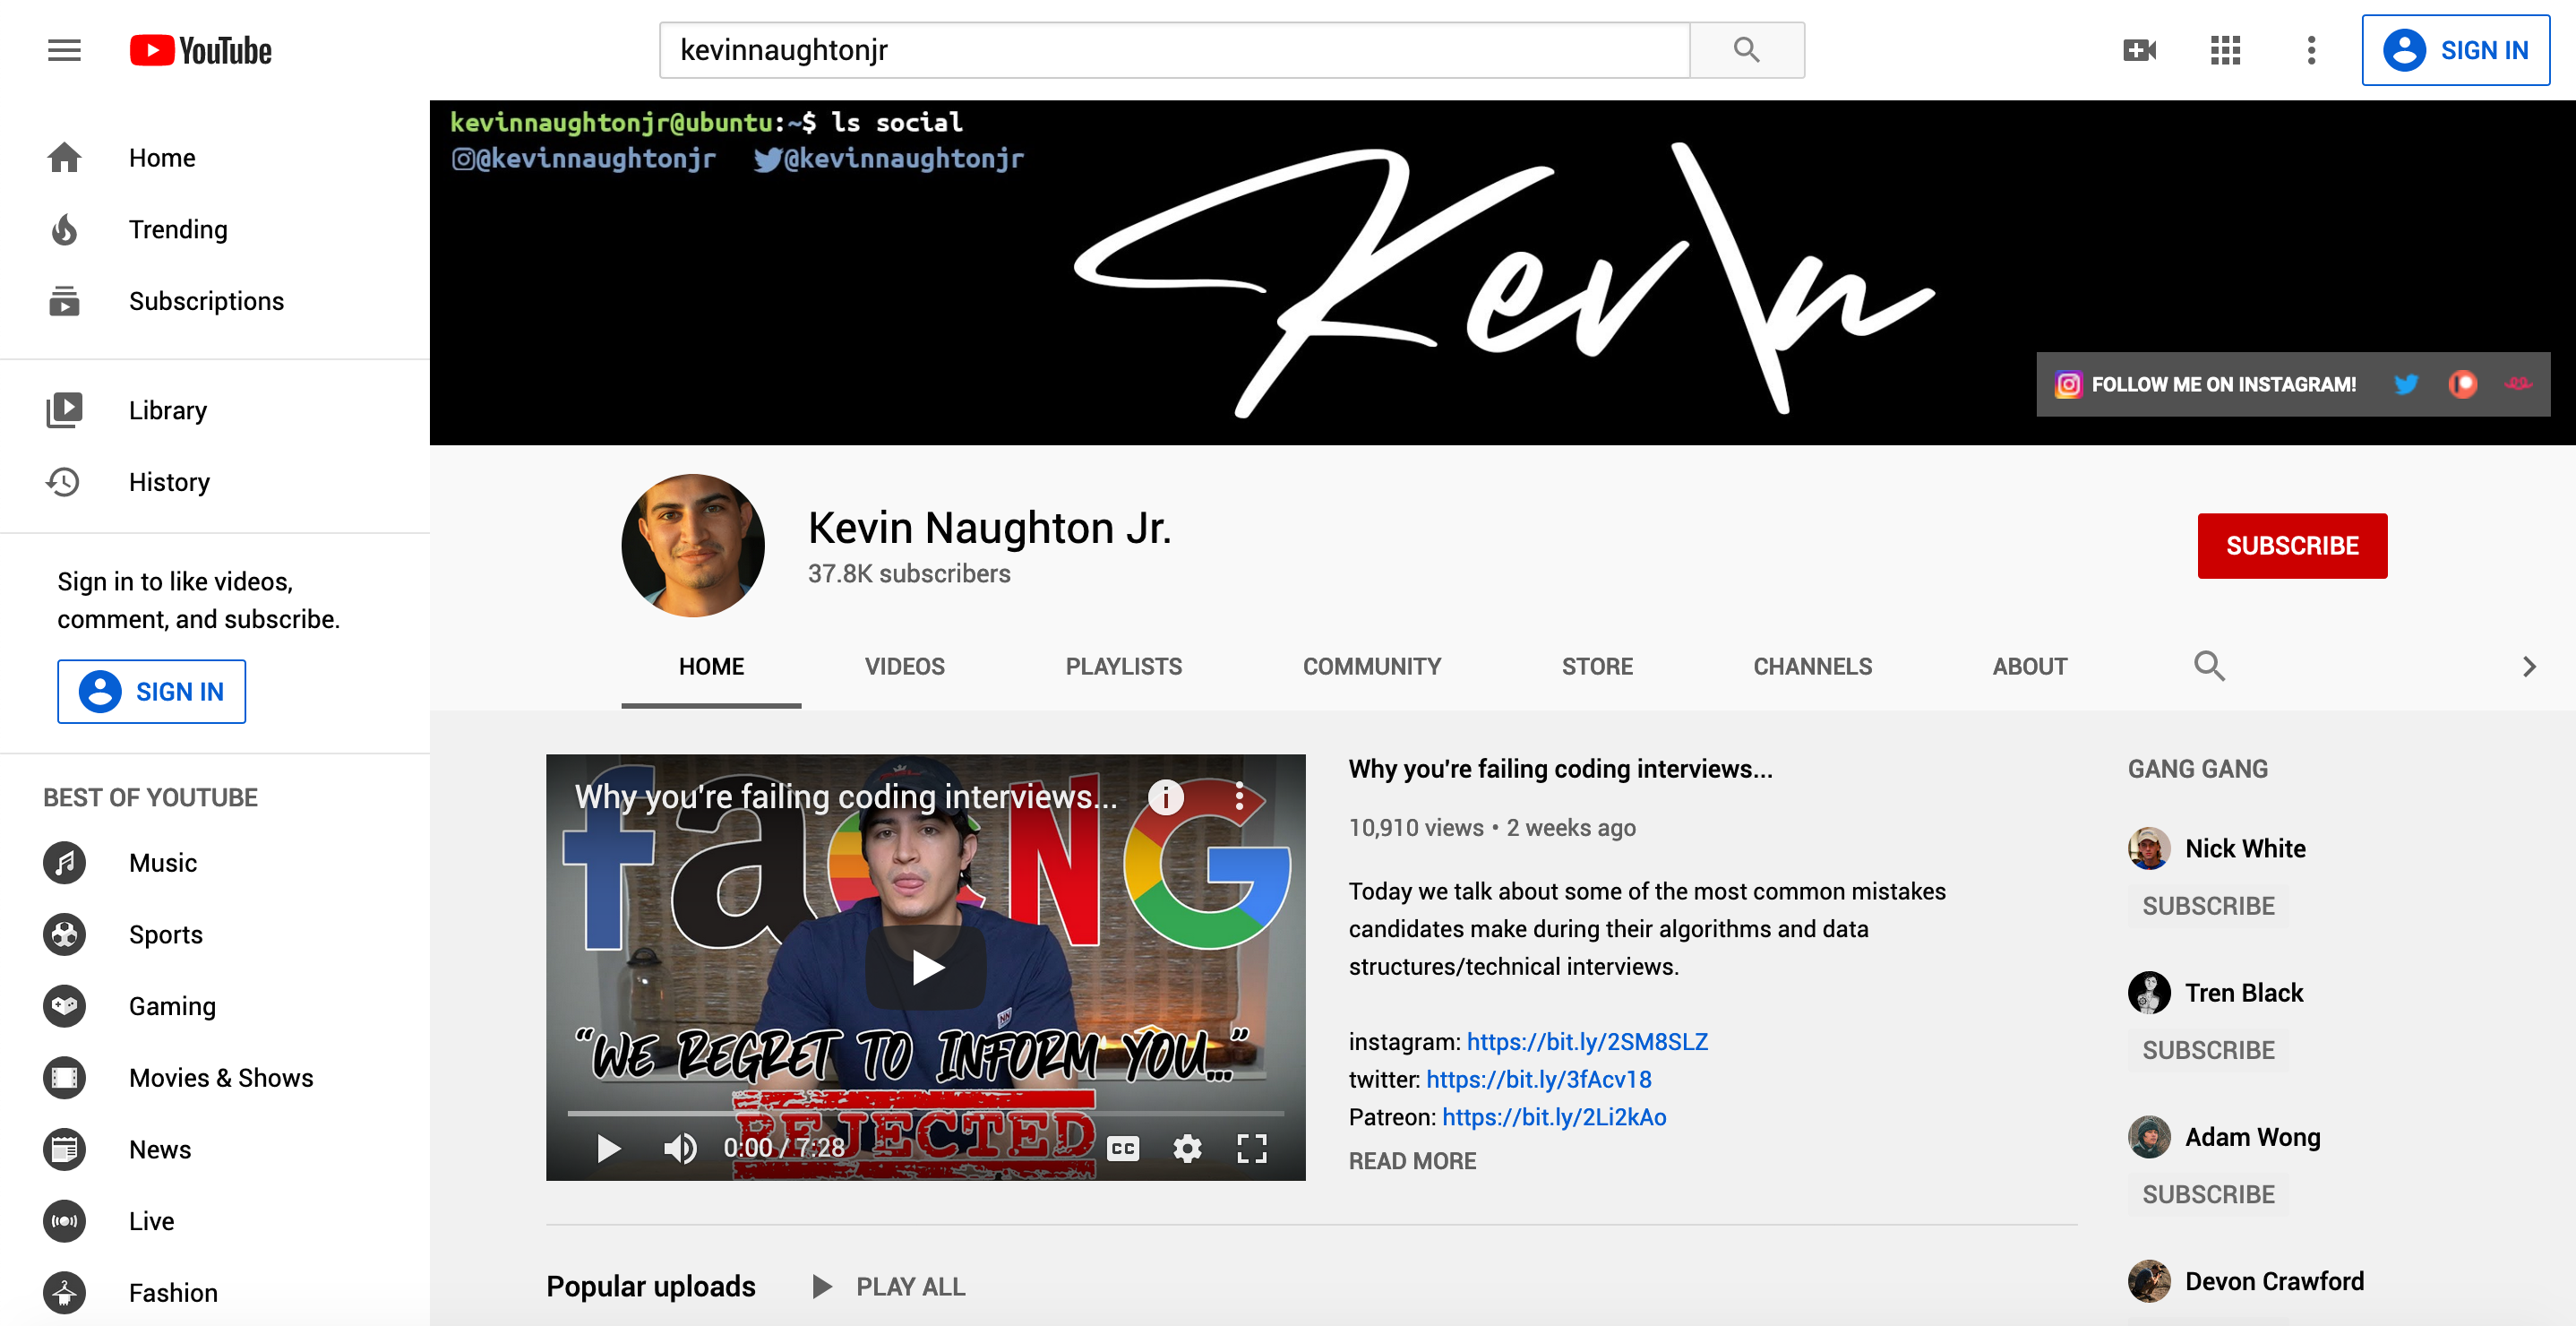 YouTube
kevinnaughtonjr
SIGN IN
Home
Trending
Subscriptions
Library
History
Sign in to like videos,
comment, and subscribe.
SIGN IN
BEST OF YOUTUBE
Music
Sports
Gaming
Movies & Shows
News
Live
Fashion
kevinnaughtonjr@ubuntu:~$ ls social
@kevinnaughtonjr @kevinnaughtonjr
Kev\n
FOLLOW ME ON INSTAGRAM!
Kevin Naughton Jr.
37.8K subscribers
SUBSCRIBE
HOME VIDEOS PLAYLISTS COMMUNITY STORE CHANNELS ABOUT
Why you're failing coding interviews...
faaNG
"WE REGRET TO INFORM YOU..."
REJECTED
0:00 / 7:28
CC
Why you're failing coding interviews...
10,910 views • 2 weeks ago
Today we talk about some of the most common mistakes
candidates make during their algorithms and data
structures/technical interviews.
instagram: https://bit.ly/2SM8SLZ
twitter: https://bit.ly/3fAcv18
Patreon: https://bit.ly/2Li2kAo
READ MORE
Popular uploads PLAY ALL
GANG GANG
Nick White
SUBSCRIBE
Tren Black
SUBSCRIBE
Adam Wong
SUBSCRIBE
Devon Crawford